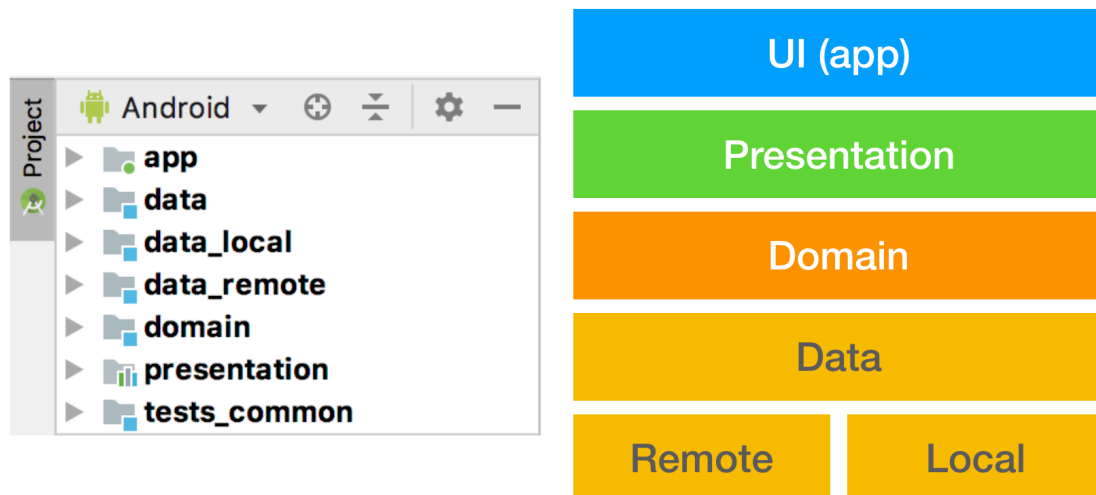 Project
Android
app
data
data_local
data_remote
domain
presentation
tests_common
UI (app)
Presentation
Domain
Data
Remote
Local